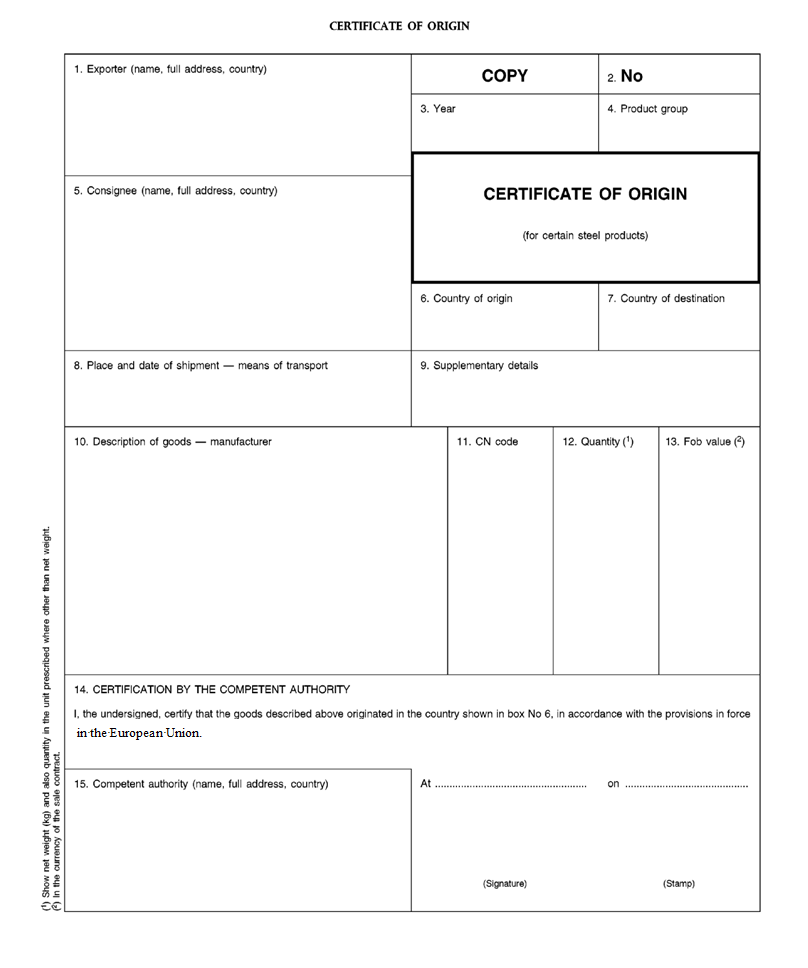 CERTIFICATE OF ORIGIN
1. Exporter (name, full address, country)
COPY
2. No
3. Year
4. Product group
5. Consignee (name, full address, country)
CERTIFICATE OF ORIGIN
(for certain steel products)
6. Country of origin
7. Country of destination
8. Place and date of shipment — means of transport
9. Supplementary details
10. Description of goods — manufacturer
11. CN code
12. Quantity (1)
13. Fob value (2)
14. CERTIFICATION BY THE COMPETENT AUTHORITY
I, the undersigned, certify that the goods described above originated in the country shown in box No 6, in accordance with the provisions in force
in·the·European·Union.
15. Competent authority (name, full address, country)
At ...................................................... on ...........................................
(Signature)
(Stamp)
(1) Show net weight (kg) and also quantity in the unit prescribed where other than net weight.
(2) In the currency of the sale contract.